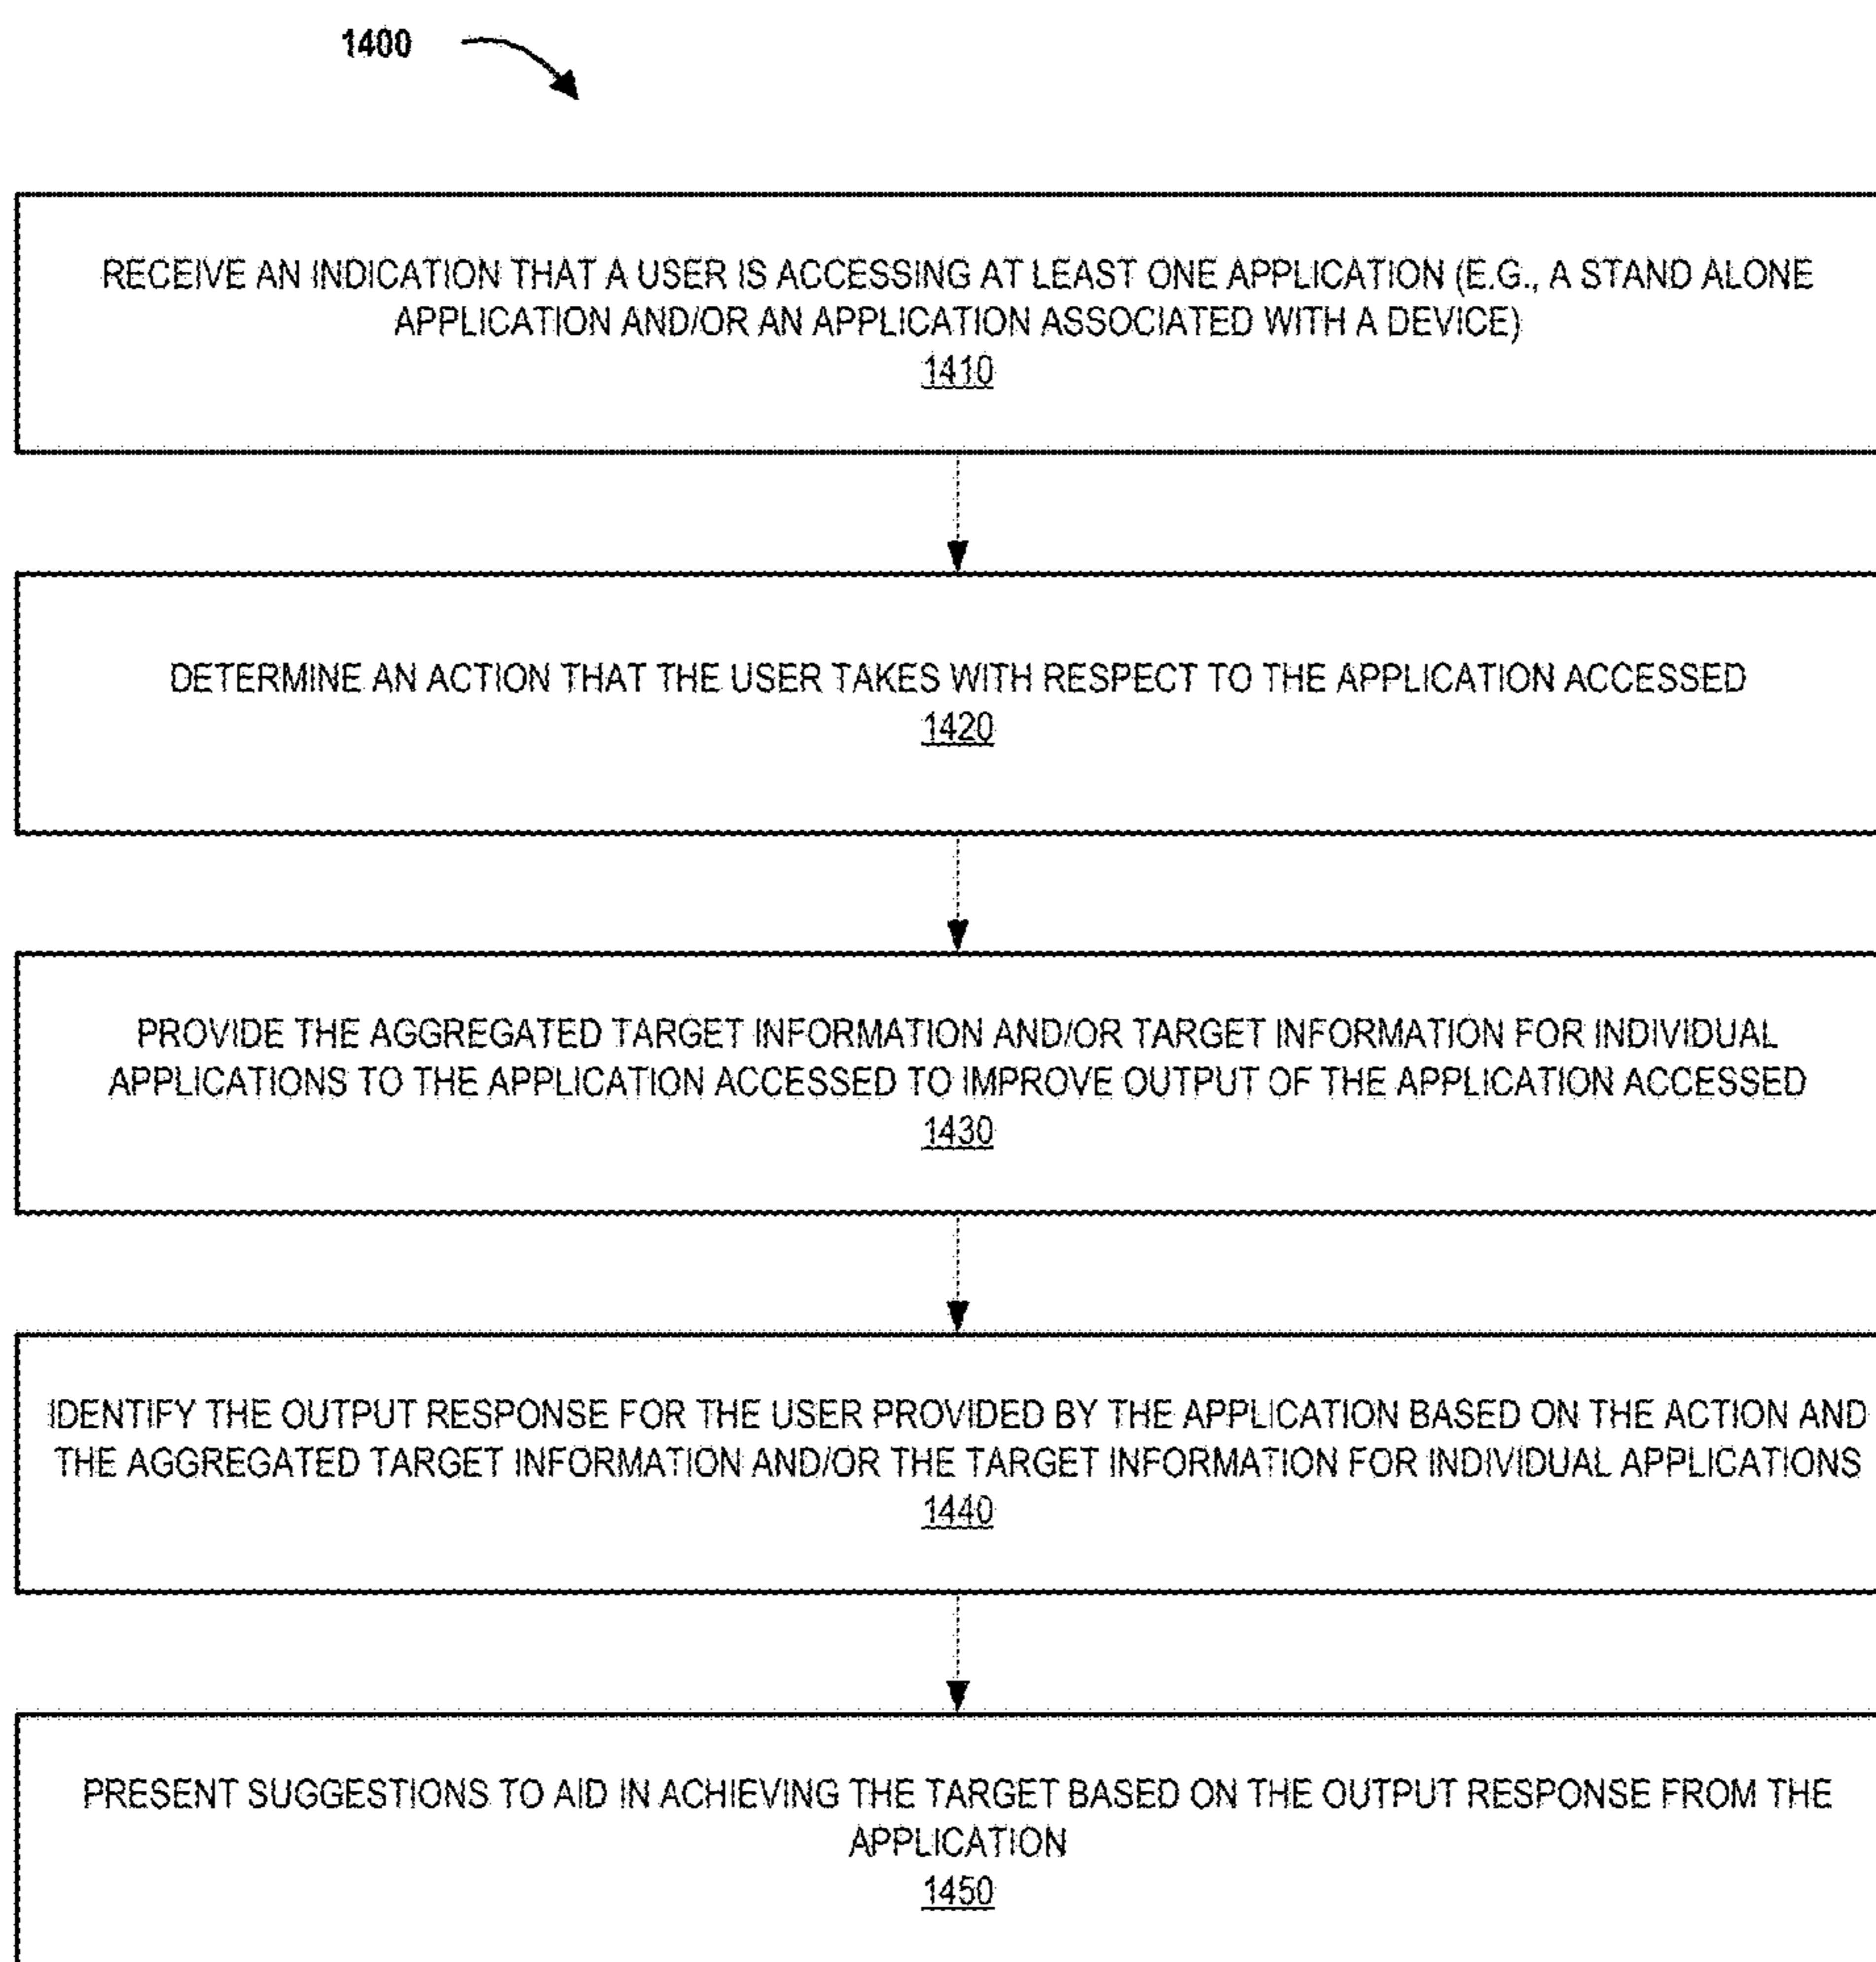 1400
RECEIVE AN INDICATION THAT A USER IS ACCESSING AT LEAST ONE APPLICATION (E.G., A STAND ALONE
APPLICATION AND/OR AN APPLICATION ASSOCIATED WITH A DEVICE)
1410
DETERMINE AN ACTION THAT THE USER TAKES WITH RESPECT TO THE APPLICATION ACCESSED
1420
PROVIDE THE AGGREGATED TARGET INFORMATION AND/OR TARGET INFORMATION FOR INDIVIDUAL
APPLICATIONS TO THE APPLICATION ACCESSED TO IMPROVE OUTPUT OF THE APPLICATION ACCESSED
1430
IDENTIFY THE OUTPUT RESPONSE FOR THE USER PROVIDED BY THE APPLICATION BASED ON THE ACTION AND
THE AGGREGATED TARGET INFORMATION AND/OR THE TARGET INFORMATION FOR INDIVIDUAL APPLICATIONS
1440
PRESENT SUGGESTIONS TO AID IN ACHIEVING THE TARGET BASED ON THE OUTPUT RESPONSE FROM THE
APPLICATION
1450